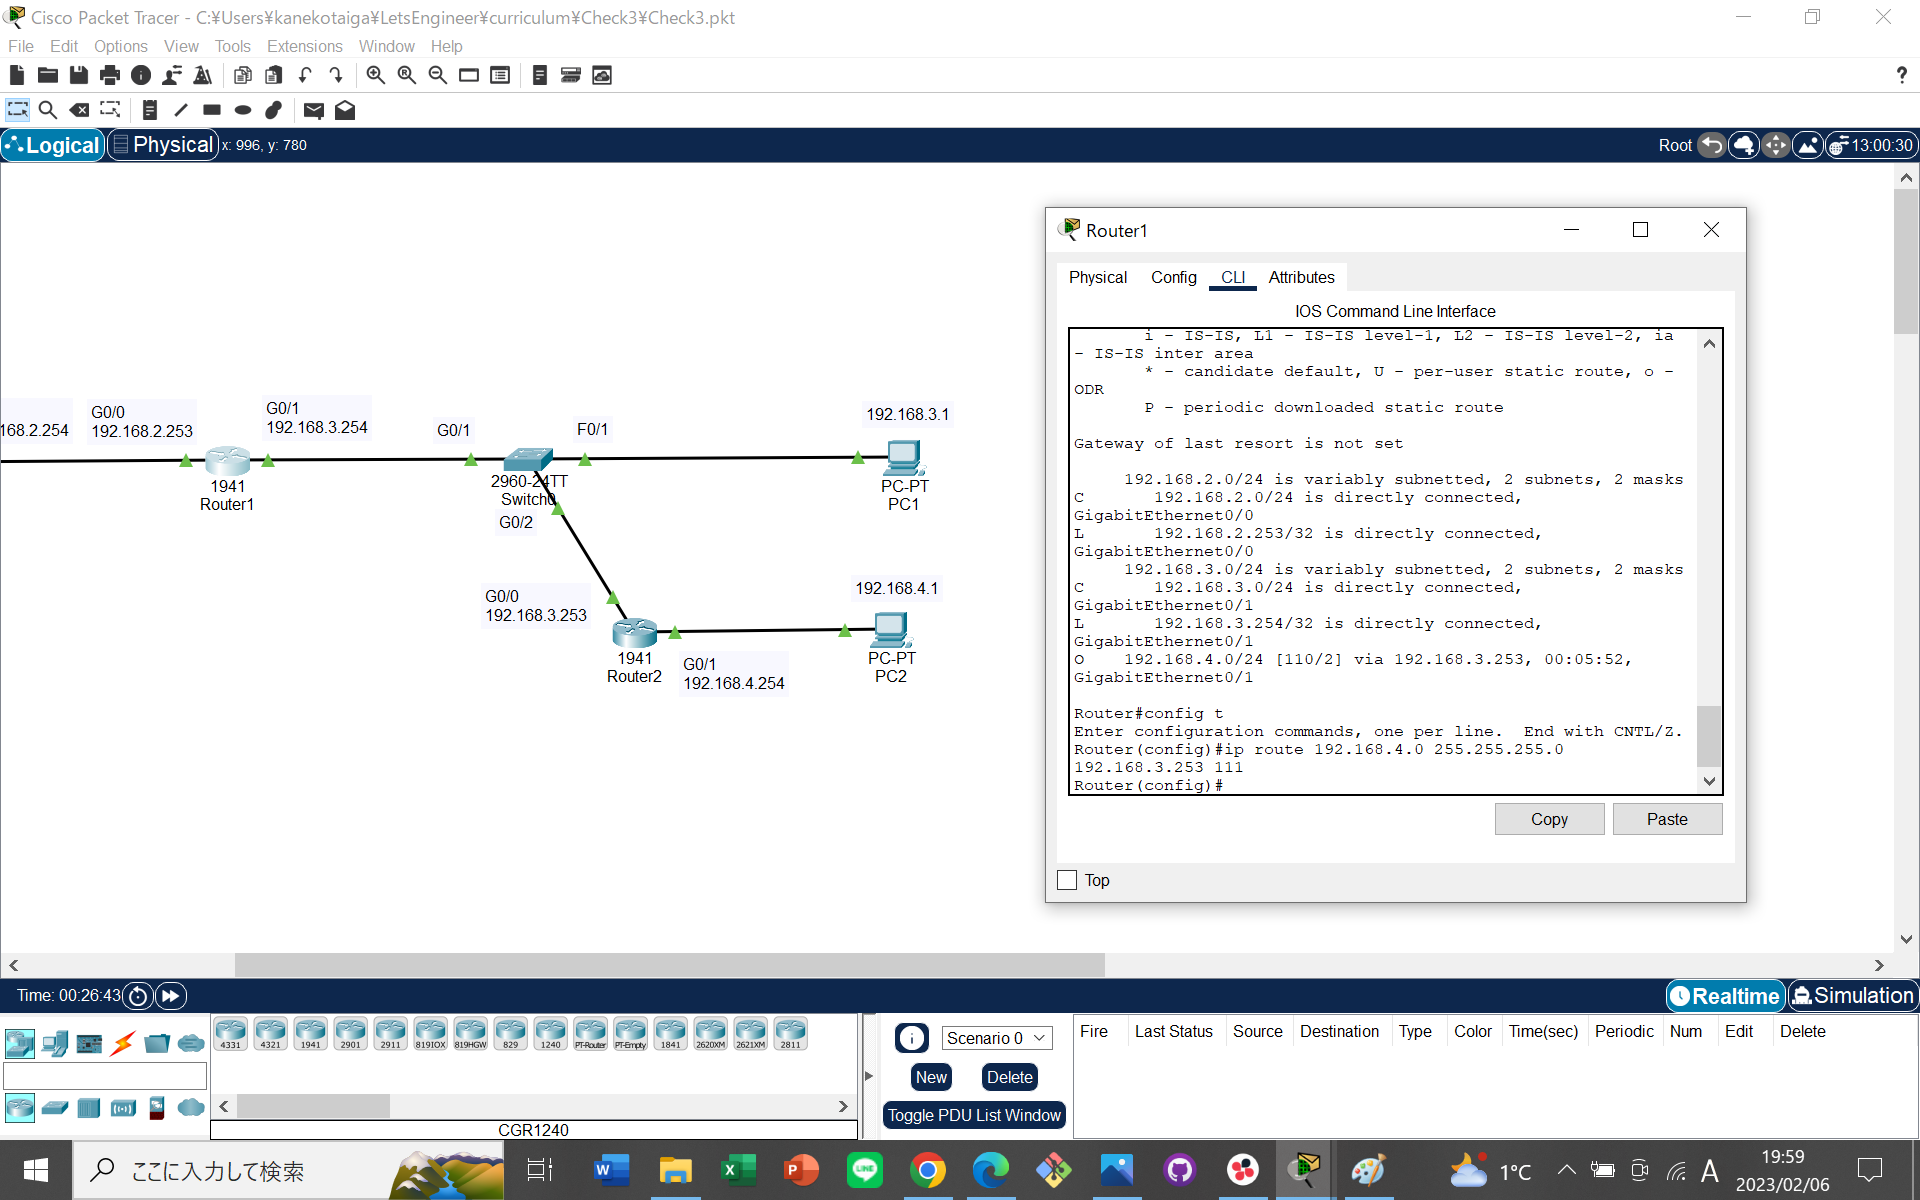 Cisco Packet Tracer - C:¥Users¥kanekotaiga¥LetsEngineer¥curriculum¥Check3¥Check3.pkt
File Edit Options View Tools Extensions Window Help
Logical Physical x: 996, y: 780
Root 13:00:30
168.2.254
G0/0
192.168.2.253
G0/1
192.168.3.254
G0/1
F0/1
192.168.3.1
1941
Router1
2960-24TT
Switch0
G0/2
PC-PT
PC1
G0/0
192.168.3.253
192.168.4.1
1941
Router2
G0/1
192.168.4.254
PC-PT
PC2
Router1
Physical Config CLI Attributes
IOS Command Line Interface
i - IS-IS, L1 - IS-IS level-1, L2 - IS-IS level-2, ia
- IS-IS inter area
* - candidate default, U - per-user static route, o -
ODR
P - periodic downloaded static route
Gateway of last resort is not set
192.168.2.0/24 is variably subnetted, 2 subnets, 2 masks
C 192.168.2.0/24 is directly connected,
GigabitEthernet0/0
L 192.168.2.253/32 is directly connected,
GigabitEthernet0/0
192.168.3.0/24 is variably subnetted, 2 subnets, 2 masks
C 192.168.3.0/24 is directly connected,
GigabitEthernet0/1
L 192.168.3.254/32 is directly connected,
GigabitEthernet0/1
O 192.168.4.0/24 [110/2] via 192.168.3.253, 00:05:52,
GigabitEthernet0/1
Router#config t
Enter configuration commands, one per line. End with CNTL/Z.
Router(config)#ip route 192.168.4.0 255.255.255.0
192.168.3.253 111
Router(config)#
Copy Paste
Top
Time: 00:26:43
Realtime Simulation
4331 4321 1941 2901 2911 819IOX 819HGW 829 1240 PT-Router PT-Empty 1841 2620XM 2621XM 2811
CGR1240
Scenario 0
New Delete
Toggle PDU List Window
Fire Last Status Source Destination Type Color Time(sec) Periodic Num Edit Delete
ここに入力して検索
W
X
P
LINE
1°C
A
19:59
2023/02/06